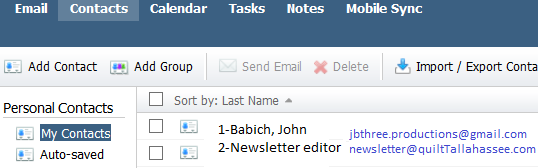 Email Contacts Calendar Tasks Notes Mobile Sync
Add Contact Add Group Send Email Delete Import / Export Conta
Personal Contacts
My Contacts
Auto-saved
Sort by: Last Name
1-Babich, John jbthree.productions@gmail.com
2-Newsletter editor newsletter@quiltTallahassee.com